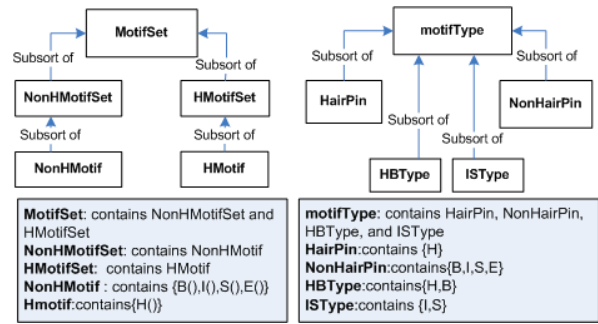 MotifSet
motifType
Subsort of
Subsort of
Subsort of
Subsort of
NonHMotifSet
HMotifSet
HairPin
NonHairPin
Subsort of
Subsort of
Subsort of
Subsort of
NonHMotif
HMotif
HBType
ISType
MotifSet: contains NonHMotifSet and
HMotifSet
NonHMotifSet: contains NonHMotif
HMotifSet: contains HMotif
NonHMotif : contains {B(),I(),S(),E()}
Hmotif:contains{H()}
motifType: contains HairPin, NonHairPin,
HBType, and ISType
HairPin:contains {H}
NonHairPin:contains{B,I,S,E}
HBType:contains{H,B}
ISType:contains {I,S}